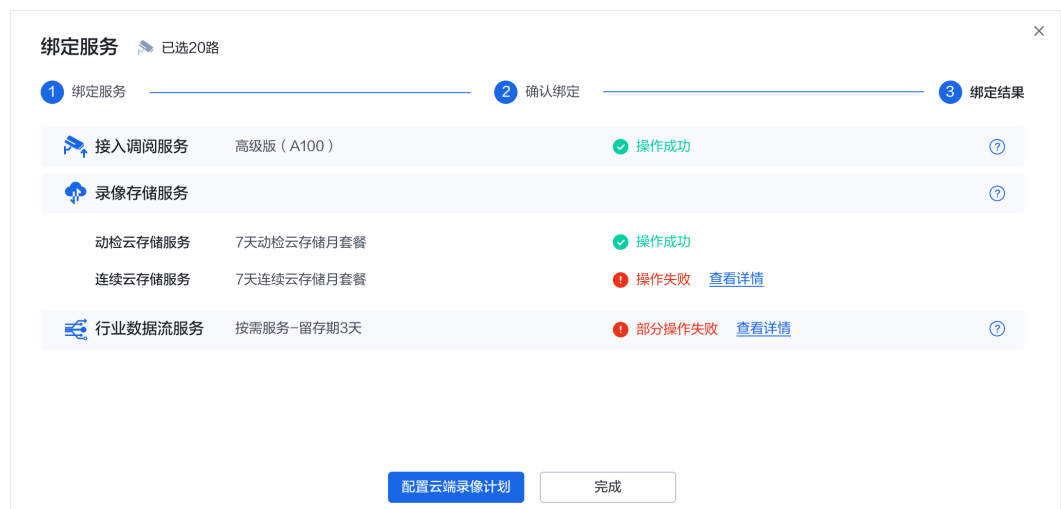 绑定服务 已选20路
1 绑定服务 2 确认绑定 3 绑定结果
接入调阅服务 高级版（A100） 操作成功 ?
录像存储服务 ?
动检云存储服务 7天动检云存储月套餐 操作成功
连续云存储服务 7天连续云存储月套餐 ! 操作失败 查看详情
行业数据流服务 按需服务-留存期3天 ! 部分操作失败 查看详情 ?
配置云端录像计划 完成